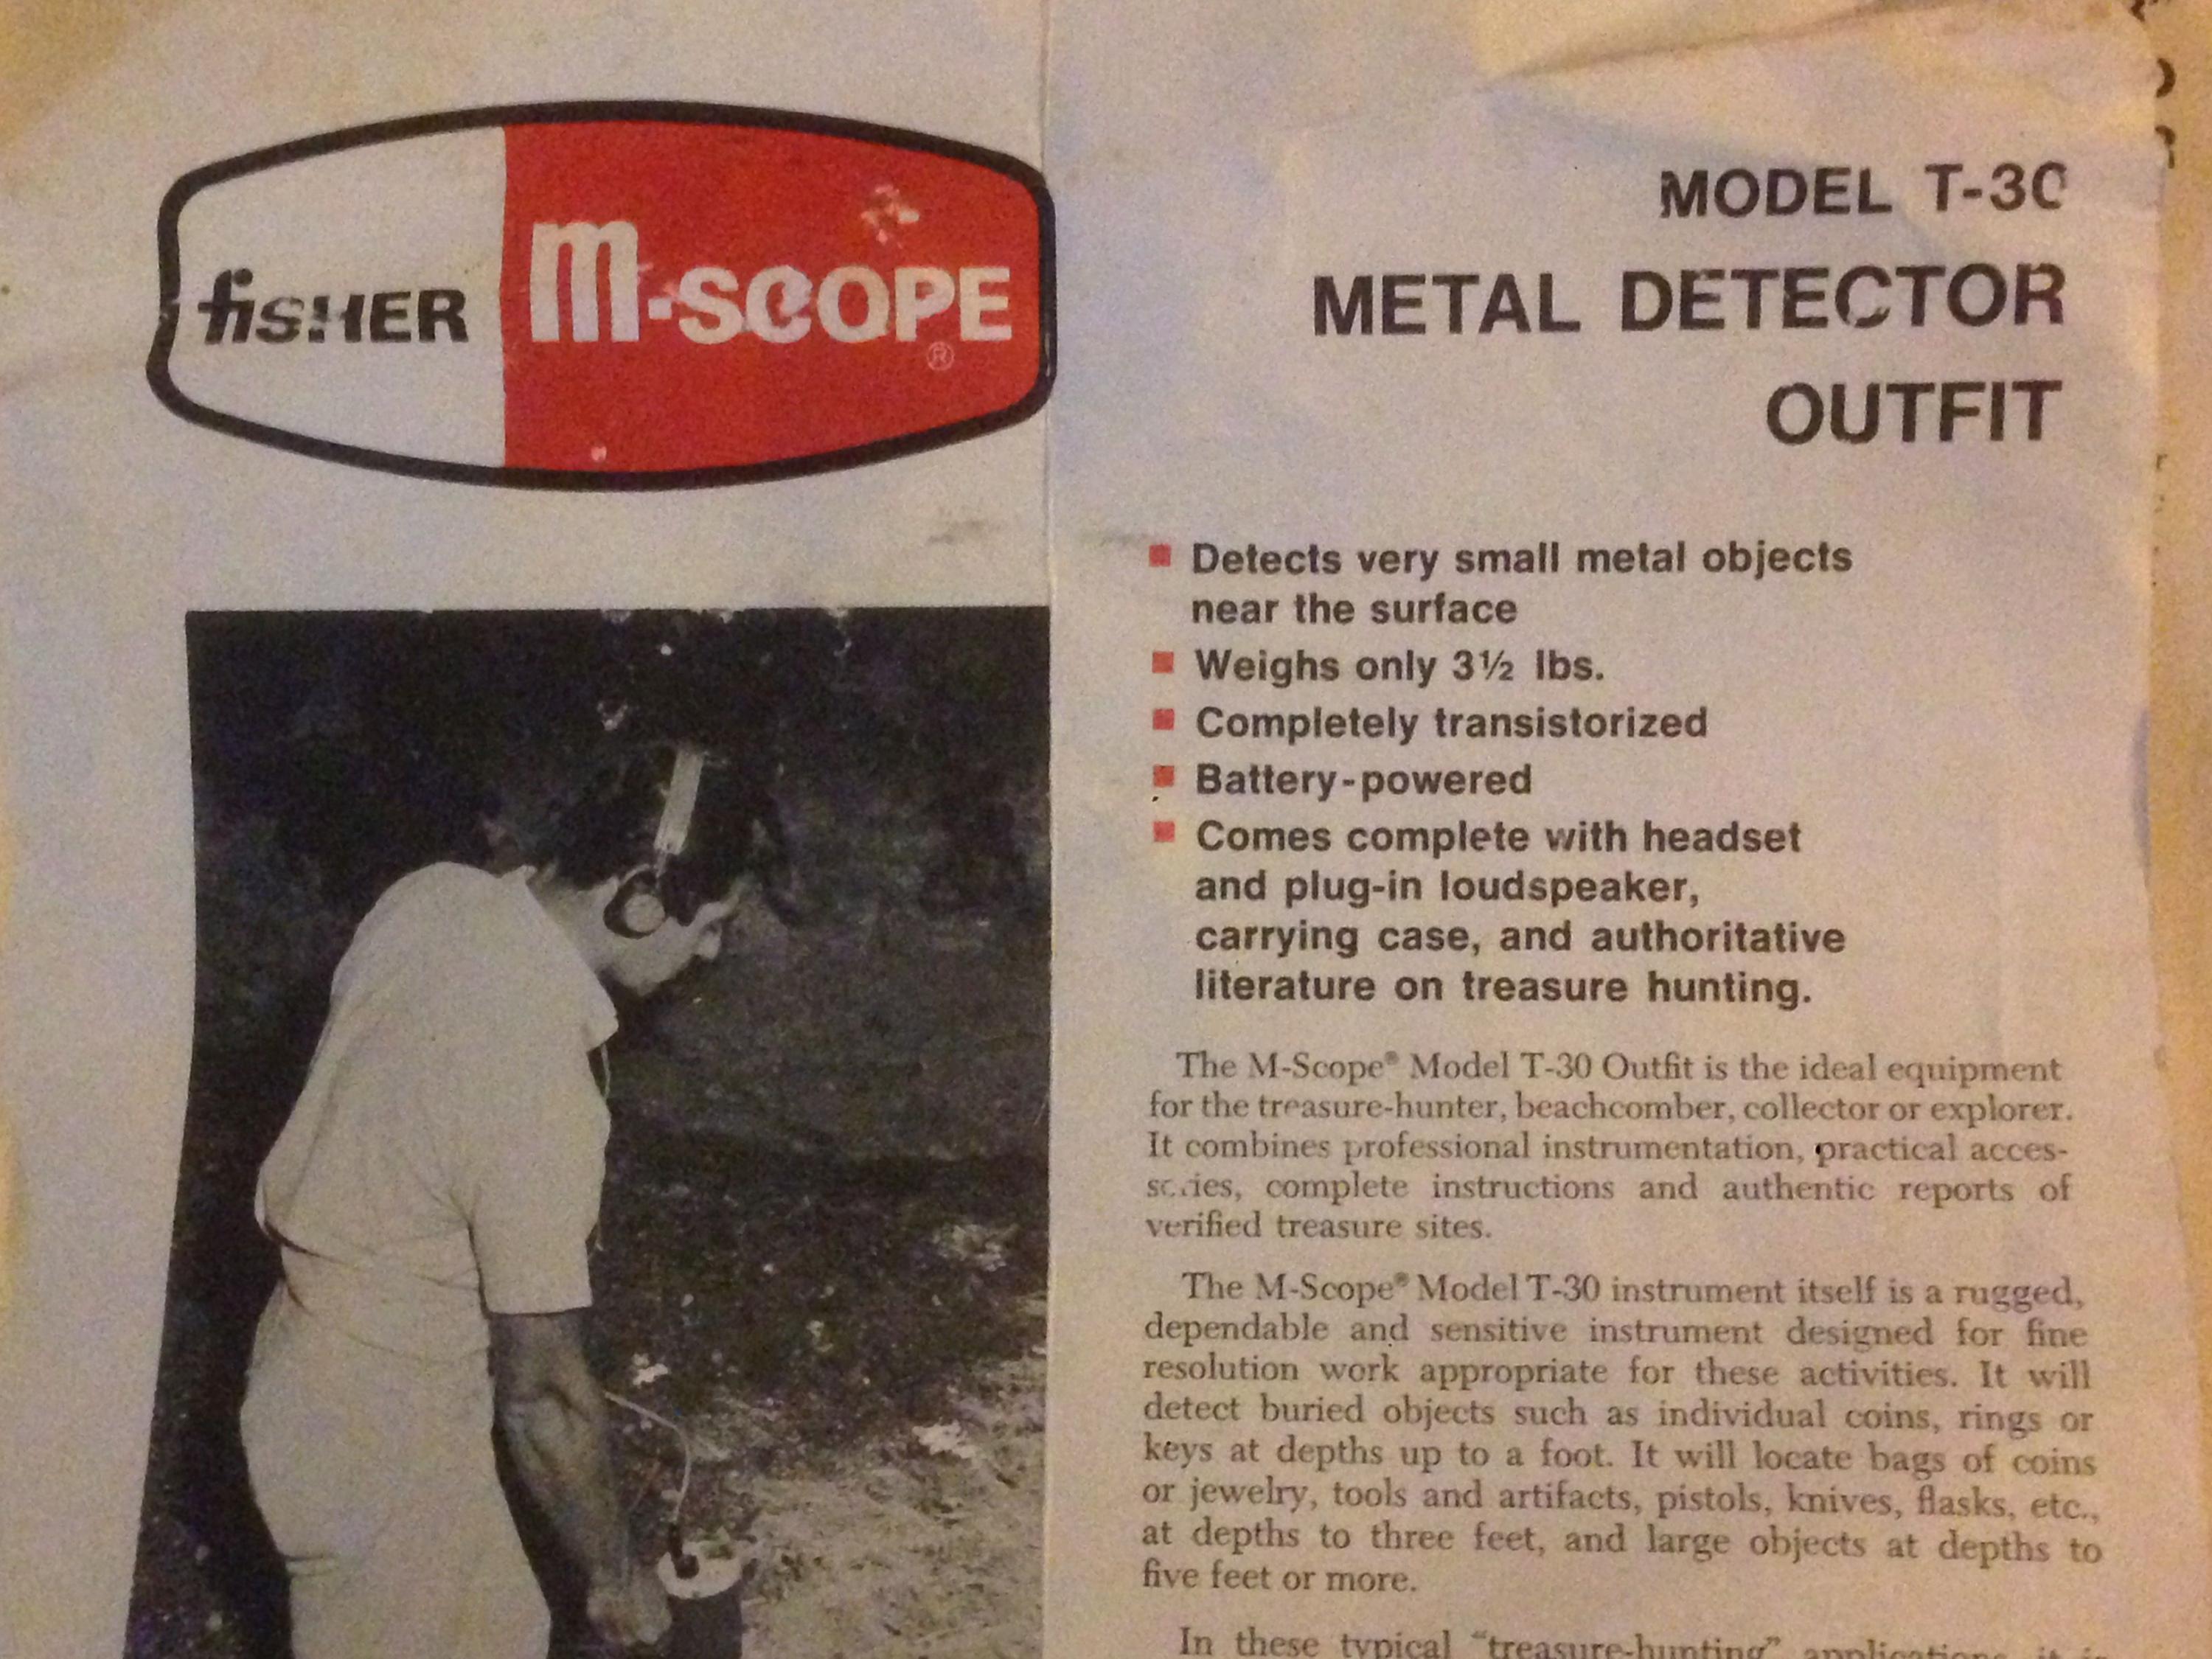 fisHER m-SCOPE
®
MODEL T-30
METAL DETECTOR
OUTFIT
Detects very small metal objects
near the surface
Weighs only 3½ lbs.
Completely transistorized
Battery-powered
Comes complete with headset
and plug-in loudspeaker,
carrying case, and authoritative
literature on treasure hunting.
The M-Scope® Model T-30 Outfit is the ideal equipment
for the treasure-hunter, beachcomber, collector or explorer.
It combines professional instrumentation, practical acces-
sories, complete instructions and authentic reports of
verified treasure sites.
The M-Scope® Model T-30 instrument itself is a rugged,
dependable and sensitive instrument designed for fine
resolution work appropriate for these activities. It will
detect buried objects such as individual coins, rings or
keys at depths up to a foot. It will locate bags of coins
or jewelry, tools and artifacts, pistols, knives, flasks, etc.,
at depths to three feet, and large objects at depths to
five feet or more.
In these typical "treasure-hunting" applications it is